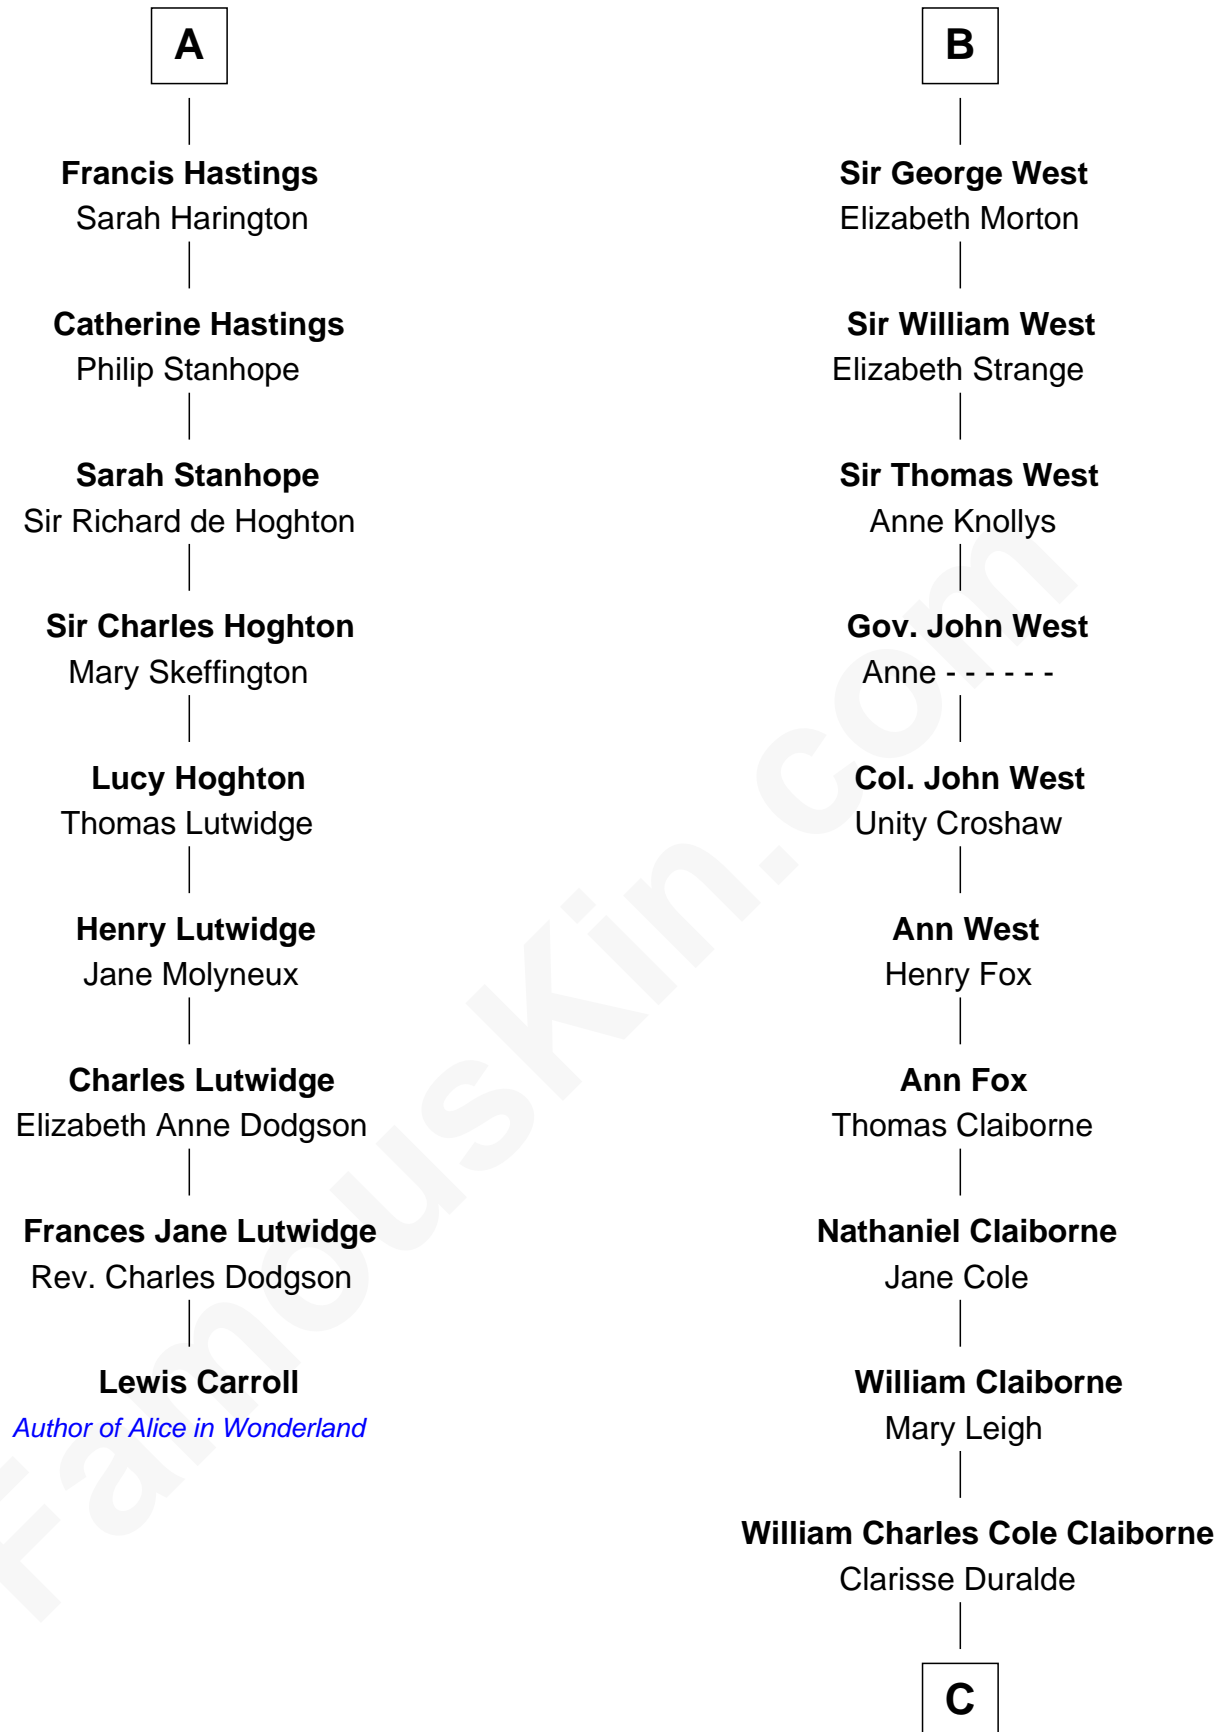 A
Francis Hastings
Sarah Harington
Catherine Hastings
Philip Stanhope
Sarah Stanhope
Sir Richard de Hoghton
Sir Charles Hoghton
Mary Skeffington
Lucy Hoghton
Thomas Lutwidge
Henry Lutwidge
Jane Molyneux
Charles Lutwidge
Elizabeth Anne Dodgson
Frances Jane Lutwidge
Rev. Charles Dodgson
Lewis Carroll
Author of Alice in Wonderland
B
Sir George West
Elizabeth Morton
Sir William West
Elizabeth Strange
Sir Thomas West
Anne Knollys
Gov. John West
Anne - - - - - -
Col. John West
Unity Croshaw
Ann West
Henry Fox
Ann Fox
Thomas Claiborne
Nathaniel Claiborne
Jane Cole
William Claiborne
Mary Leigh
William Charles Cole Claiborne
Clarisse Duralde
C
FamousKin.com